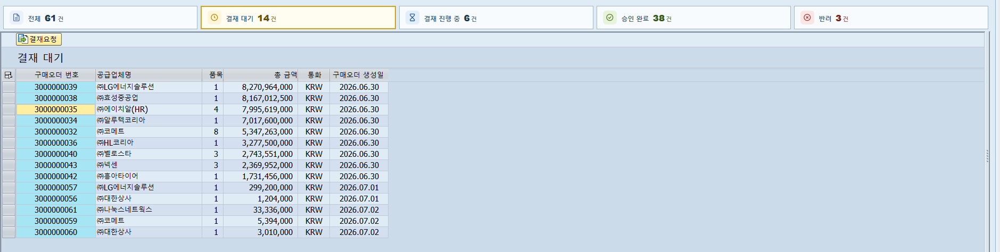 전체 61 건
결재 대기 14 건
결재 진행 중 6 건
승인 완료 38 건
반려 3 건
결재요청
결재 대기
구매오더 번호 공급업체명 품목 총 금액 통화 구매오더 생성일
3000000039 ㈜LG에너지솔루션 1 8,270,964,000 KRW 2026.06.30
3000000038 ㈜효성중공업 1 8,167,012,500 KRW 2026.06.30
3000000035 ㈜에이치알(HR) 4 7,995,619,000 KRW 2026.06.30
3000000034 ㈜알루텍코리아 1 7,017,600,000 KRW 2026.06.30
3000000032 ㈜코메트 8 5,347,263,000 KRW 2026.06.30
3000000036 ㈜HL코리아 1 3,277,500,000 KRW 2026.06.30
3000000040 ㈜벨로스타 3 2,743,551,000 KRW 2026.06.30
3000000043 ㈜넥센 3 2,369,952,000 KRW 2026.06.30
3000000042 ㈜흥아타이어 1 1,731,456,000 KRW 2026.06.30
3000000057 ㈜LG에너지솔루션 1 299,200,000 KRW 2026.07.01
3000000056 ㈜대한상사 1 1,204,000 KRW 2026.07.01
3000000061 ㈜나눅스네트웍스 1 33,336,000 KRW 2026.07.02
3000000059 ㈜코메트 1 5,394,000 KRW 2026.07.02
3000000060 ㈜대한상사 1 3,010,000 KRW 2026.07.02